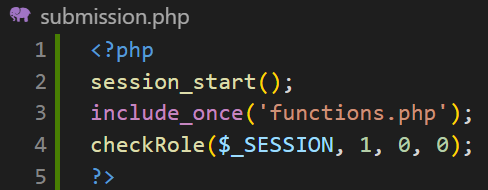 submission.php
1 <?php
2 session_start();
3 include_once('functions.php');
4 checkRole($_SESSION, 1, 0, 0);
5 ?>